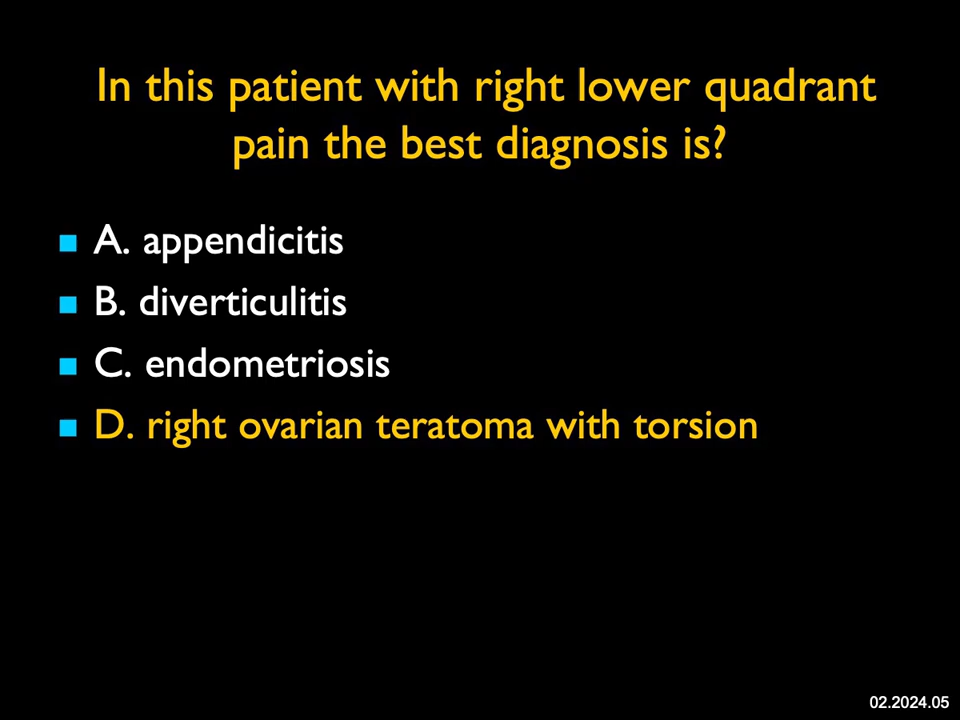 In this patient with right lower quadrant
pain the best diagnosis is?
A. appendicitis
B. diverticulitis
C. endometriosis
D. right ovarian teratoma with torsion
02.2024.05